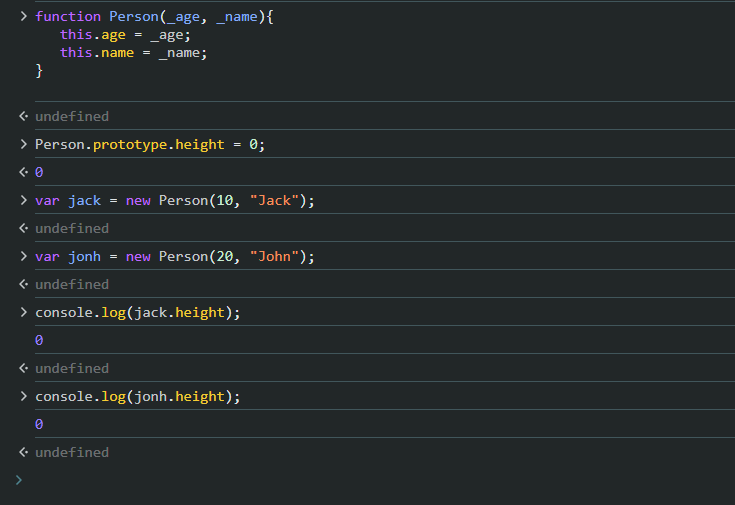 function Person(_age, _name){
this.age = _age;
this.name = _name;
}
undefined
Person.prototype.height = 0;
0
var jack = new Person(10, "Jack");
undefined
var jonh = new Person(20, "John");
undefined
console.log(jack.height);
0
undefined
console.log(jonh.height);
0
undefined